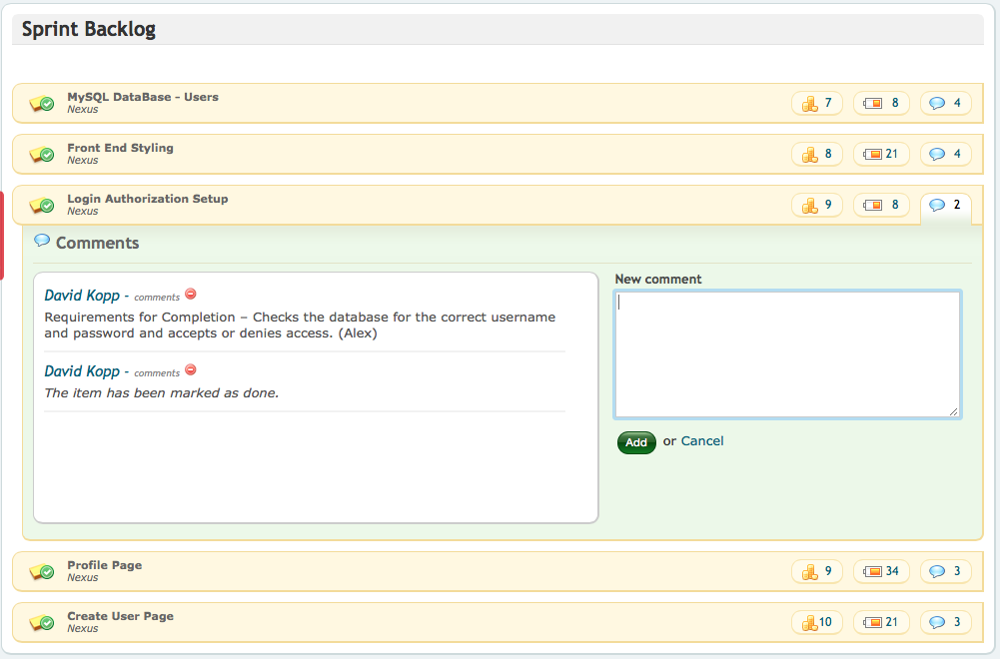 Sprint Backlog
MySQL DataBase - Users
Nexus
7 8 4
Front End Styling
Nexus
8 21 4
Login Authorization Setup
Nexus
9 8 2
Comments
David Kopp - comments
Requirements for Completion – Checks the database for the correct username
and password and accepts or denies access. (Alex)
David Kopp - comments
The item has been marked as done.
New comment
Add or Cancel
Profile Page
Nexus
9 34 3
Create User Page
Nexus
10 21 3